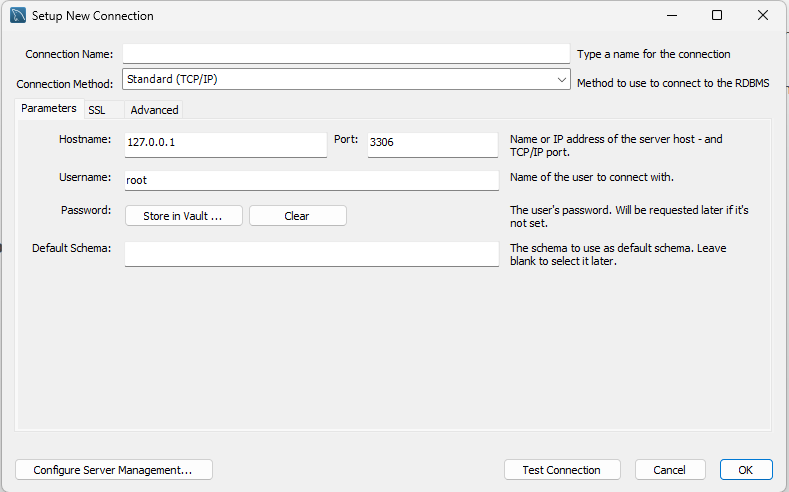 Setup New Connection
Connection Name:
Type a name for the connection
Connection Method:
Standard (TCP/IP)
Method to use to connect to the RDBMS
Parameters
SSL
Advanced
Hostname:
127.0.0.1
Port:
3306
Name or IP address of the server host - and
TCP/IP port.
Username:
root
Name of the user to connect with.
Password:
Store in Vault ...
Clear
The user's password. Will be requested later if it's
not set.
Default Schema:
The schema to use as default schema. Leave
blank to select it later.
Configure Server Management...
Test Connection
Cancel
OK